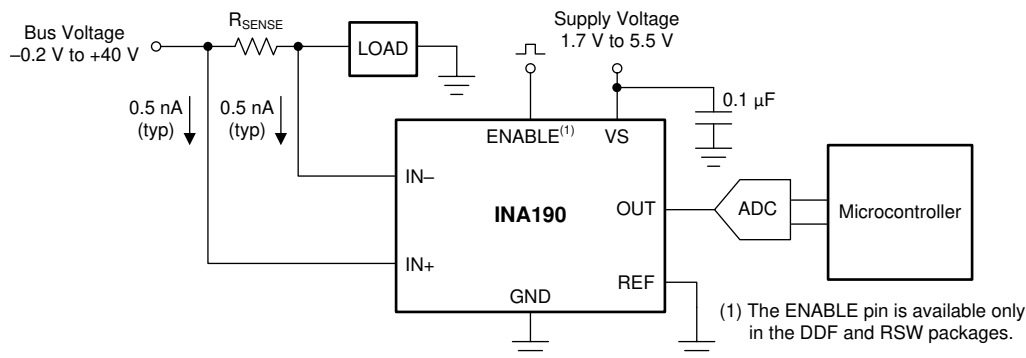 Bus Voltage
–0.2 V to +40 V
R_SENSE
LOAD
Supply Voltage
1.7 V to 5.5 V
0.5 nA
(typ)
0.5 nA
(typ)
0.1 µF
ENABLE(1)
VS
IN–
INA190
OUT
ADC
Microcontroller
IN+
REF
GND
(1) The ENABLE pin is available only
in the DDF and RSW packages.